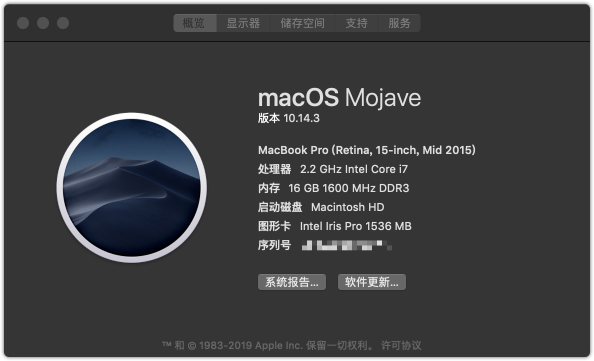 概览 显示器 储存空间 支持 服务
macOS Mojave
版本 10.14.3
MacBook Pro (Retina, 15-inch, Mid 2015)
处理器 2.2 GHz Intel Core i7
内存 16 GB 1600 MHz DDR3
启动磁盘 Macintosh HD
图形卡 Intel Iris Pro 1536 MB
序列号
系统报告... 软件更新...
™ 和 © 1983-2019 Apple Inc. 保留一切权利。 许可协议